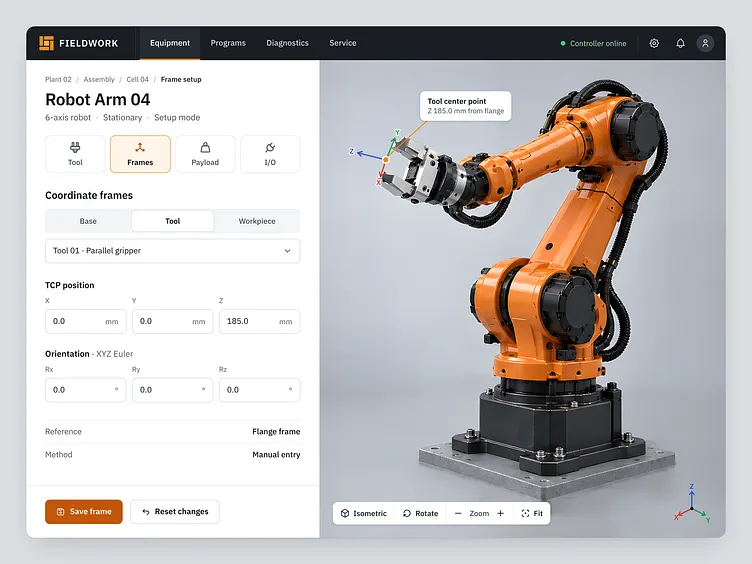 FIELDWORK
Equipment
Programs
Diagnostics
Service
Controller online
Plant 02 / Assembly / Cell 04 / Frame setup
Robot Arm 04
6-axis robot · Stationary · Setup mode
Tool
Frames
Payload
I/O
Coordinate frames
Base
Tool
Workpiece
Tool 01 - Parallel gripper
TCP position
X
Y
Z
0.0 mm
0.0 mm
185.0 mm
Orientation - XYZ Euler
Rx
Ry
Rz
0.0 °
0.0 °
0.0 °
Reference
Flange frame
Method
Manual entry
Save frame
Reset changes
Tool center point
Z 185.0 mm from flange
Y
Z
X
Isometric
Rotate
Zoom
Fit
Z
X
Y